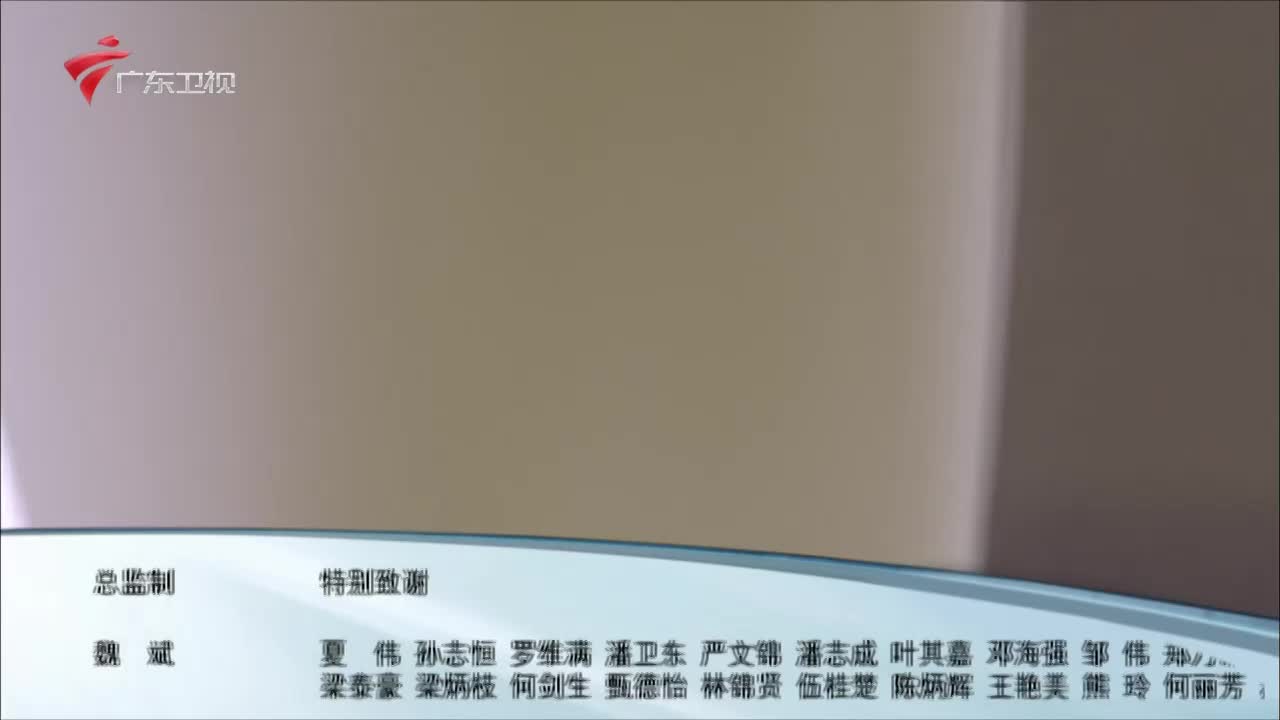 广东卫视
总监制 特别致谢
魏 斌 夏 伟 孙志恒 罗维满 潘卫东 严文锦 潘志成 叶其嘉 邓海强 邹 伟
梁泰豪 梁炳枝 何剑生 甄德怡 林锦贤 伍桂楚 陈炳辉 王艳美 熊 玲 何丽芳